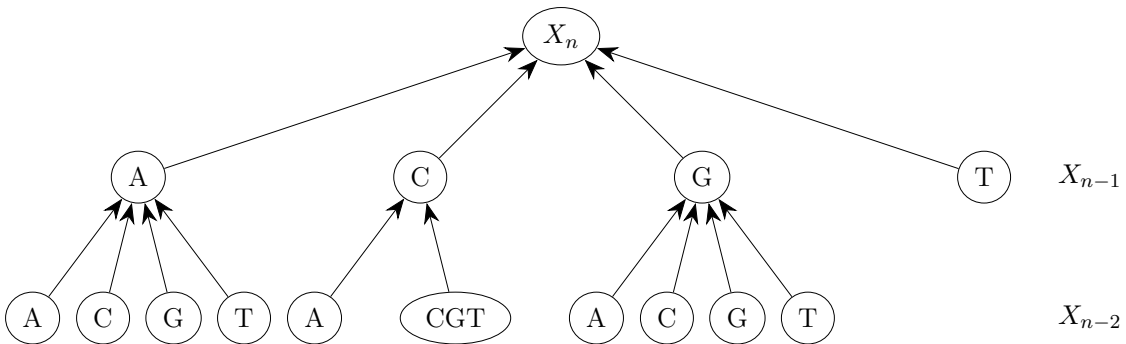 Xₙ
A C G T Xₙ₋₁
A C G T A CGT A C G T Xₙ₋₂